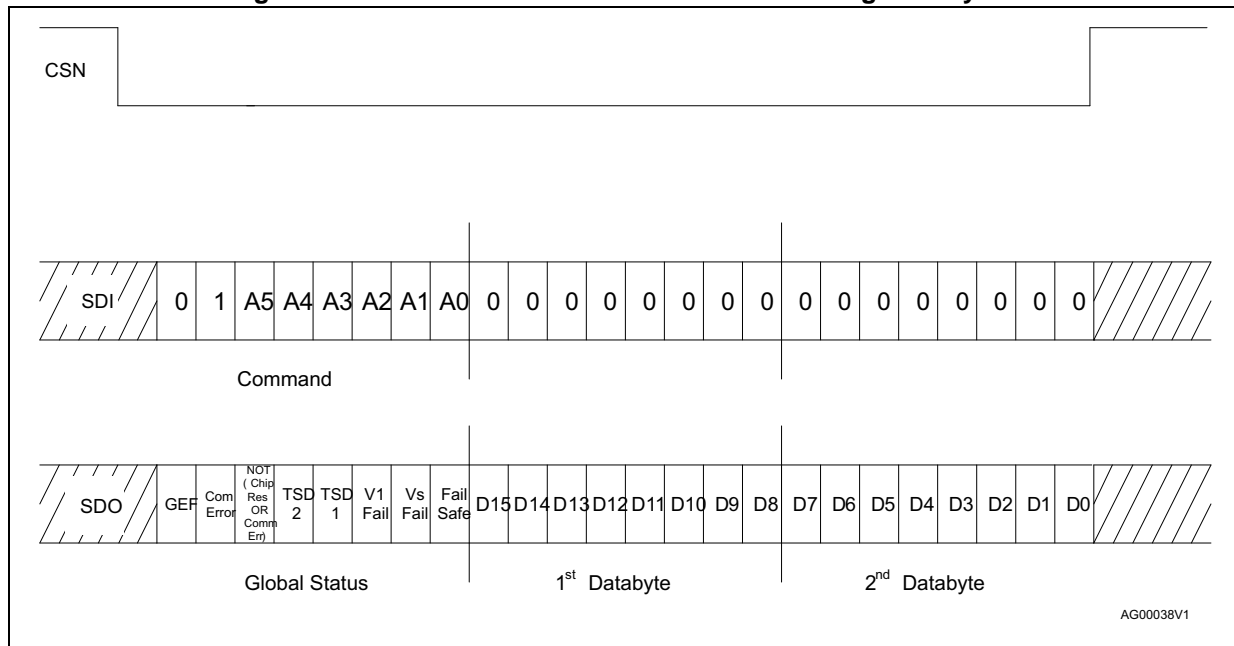 CSN
SDI 0 1 A5 A4 A3 A2 A1 A0 0 0 0 0 0 0 0 0 0 0 0 0 0 0 0 0
Command
SDO GEF Com Error NOT ( Chip Res OR Comm Err) TSD 2 TSD 1 V1 Fail Vs Fail Fail Safe D15 D14 D13 D12 D11 D10 D9 D8 D7 D6 D5 D4 D3 D2 D1 D0
Global Status 1st Databyte 2nd Databyte
AG00038V1